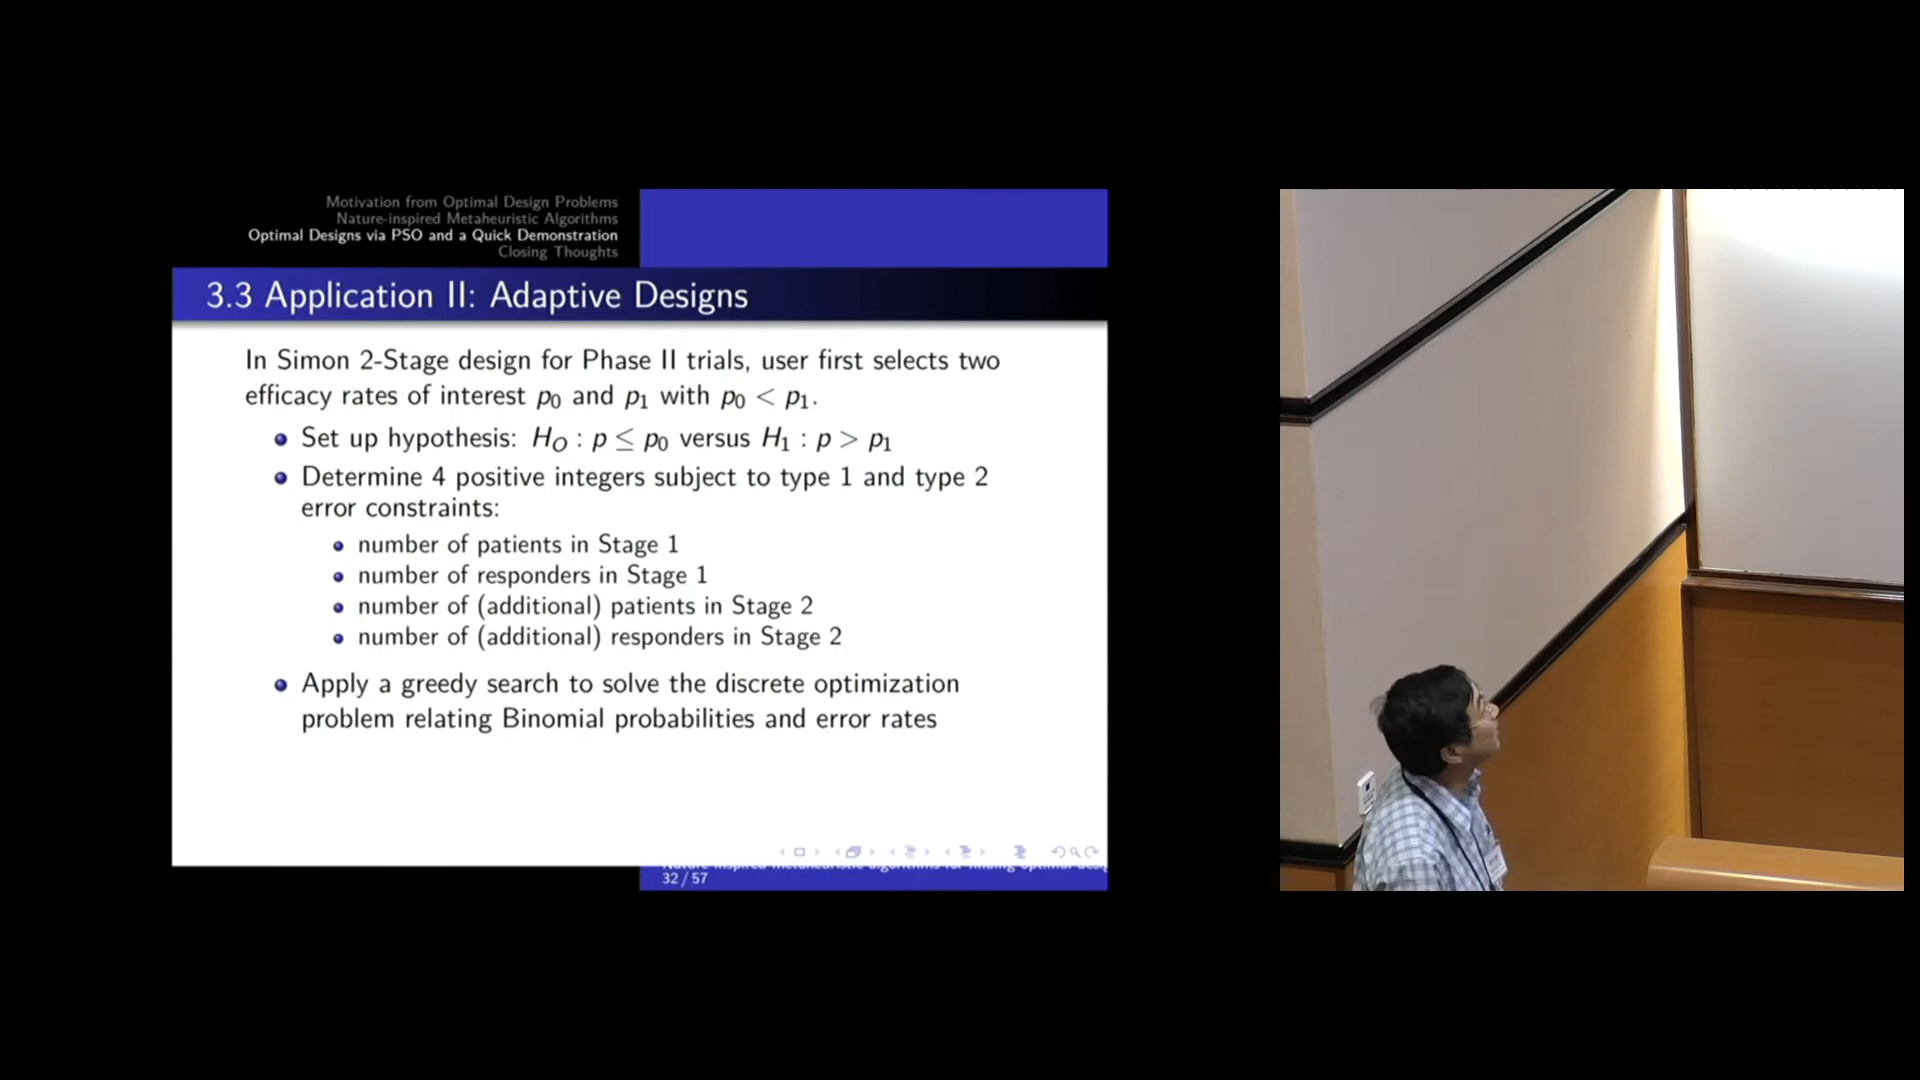 Motivation from Optimal Design Problems
Nature-inspired Metaheuristic Algorithms
Optimal Designs via PSO and a Quick Demonstration
Closing Thoughts
3.3 Application II: Adaptive Designs
In Simon 2-Stage design for Phase II trials, user first selects two
efficacy rates of interest p₀ and p₁ with p₀ < p₁.
Set up hypothesis: H_O : p ≤ p₀ versus H₁ : p > p₁
Determine 4 positive integers subject to type 1 and type 2
error constraints:
number of patients in Stage 1
number of responders in Stage 1
number of (additional) patients in Stage 2
number of (additional) responders in Stage 2
Apply a greedy search to solve the discrete optimization
problem relating Binomial probabilities and error rates
32 / 57